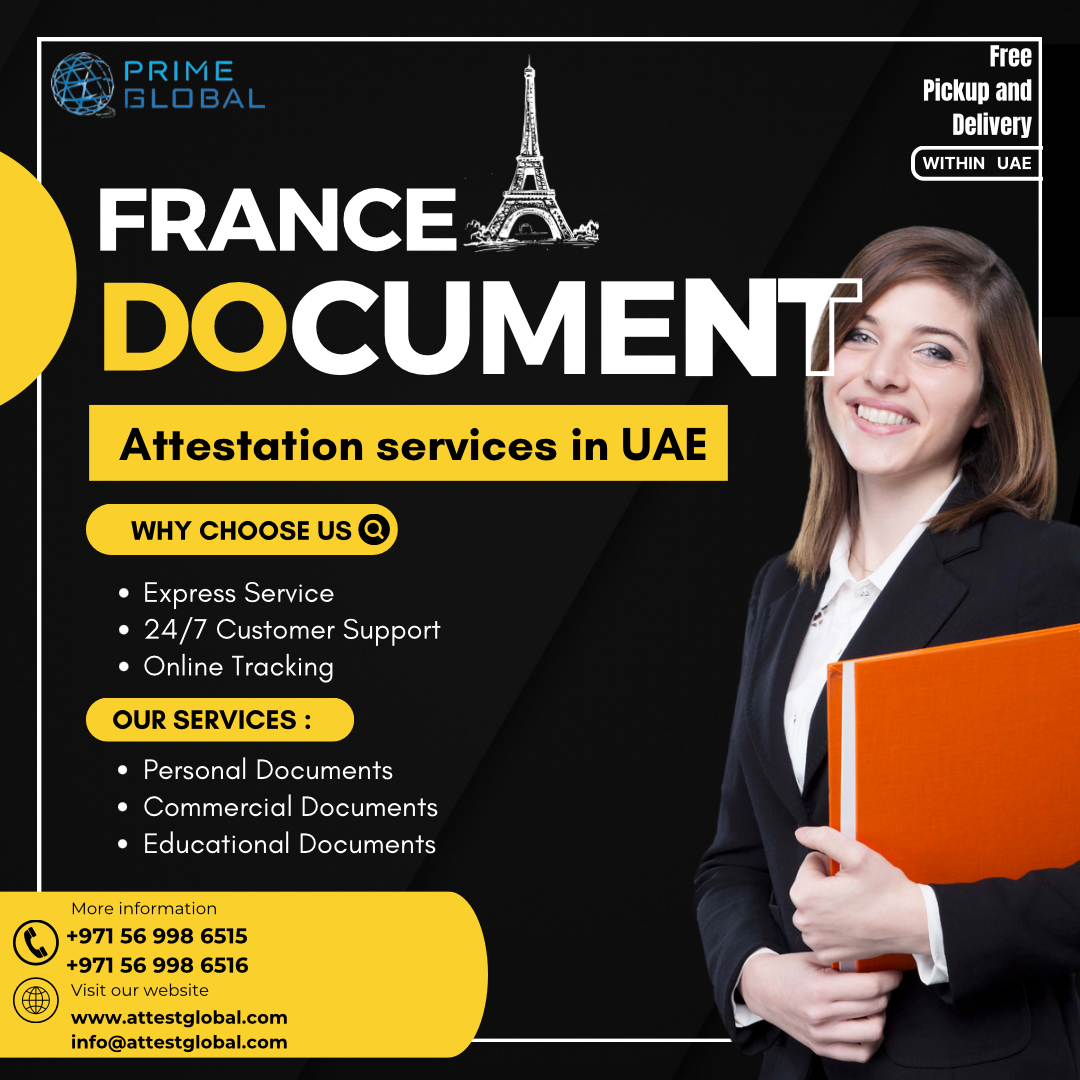 PRIME
GLOBAL
Free
Pickup and
Delivery
WITHIN UAE
FRANCE
DOCUMENT
Attestation services in UAE
WHY CHOOSE US
• Express Service
• 24/7 Customer Support
• Online Tracking
OUR SERVICES :
• Personal Documents
• Commercial Documents
• Educational Documents
More information
+971 56 998 6515
+971 56 998 6516
Visit our website
www.attestglobal.com
info@attestglobal.com